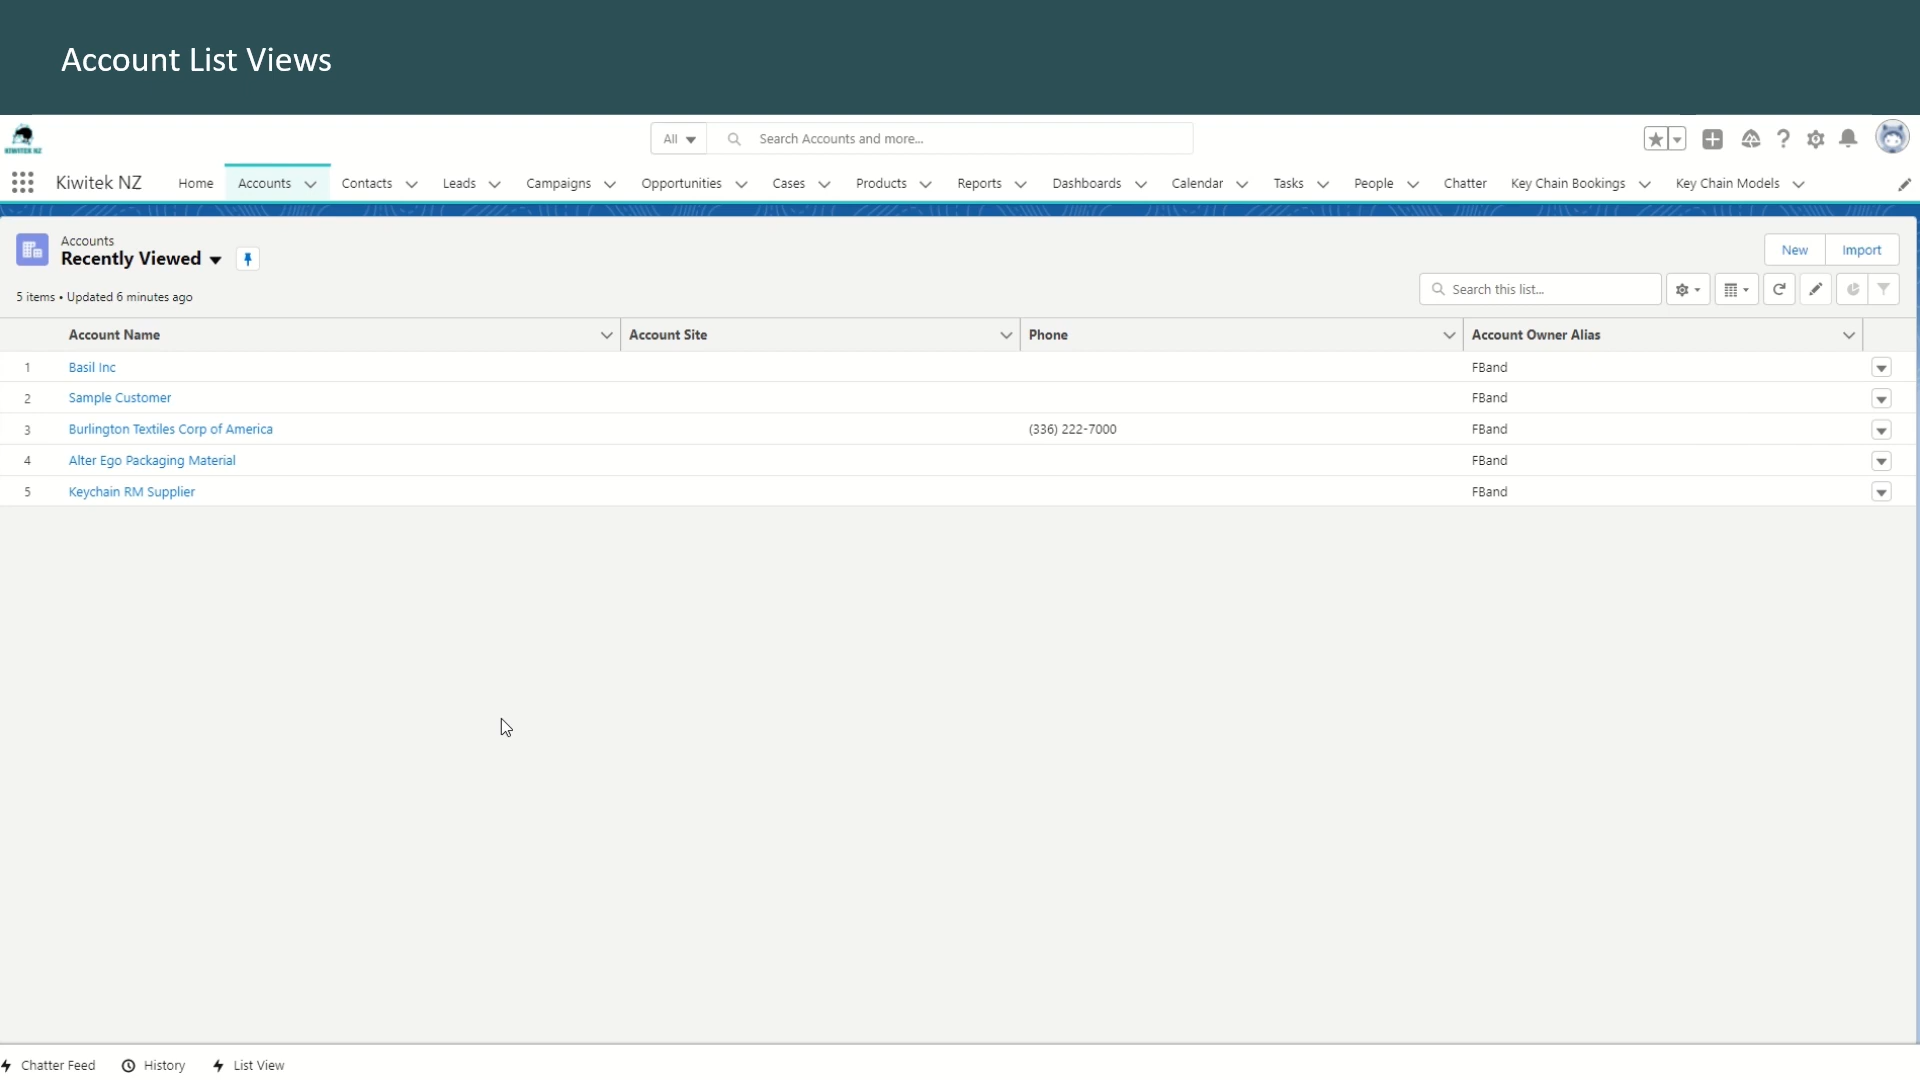 Account List Views
KIWITEK NZ
All
Search Accounts and more...
Kiwitek NZ
Home
Accounts
Contacts
Leads
Campaigns
Opportunities
Cases
Products
Reports
Dashboards
Calendar
Tasks
People
Chatter
Key Chain Bookings
Key Chain Models
Accounts
Recently Viewed
New
Import
5 items • Updated 6 minutes ago
Search this list...
Account Name
Account Site
Phone
Account Owner Alias
1 Basil Inc FBand
2 Sample Customer FBand
3 Burlington Textiles Corp of America (336) 222-7000 FBand
4 Alter Ego Packaging Material FBand
5 Keychain RM Supplier FBand
Chatter Feed
History
List View